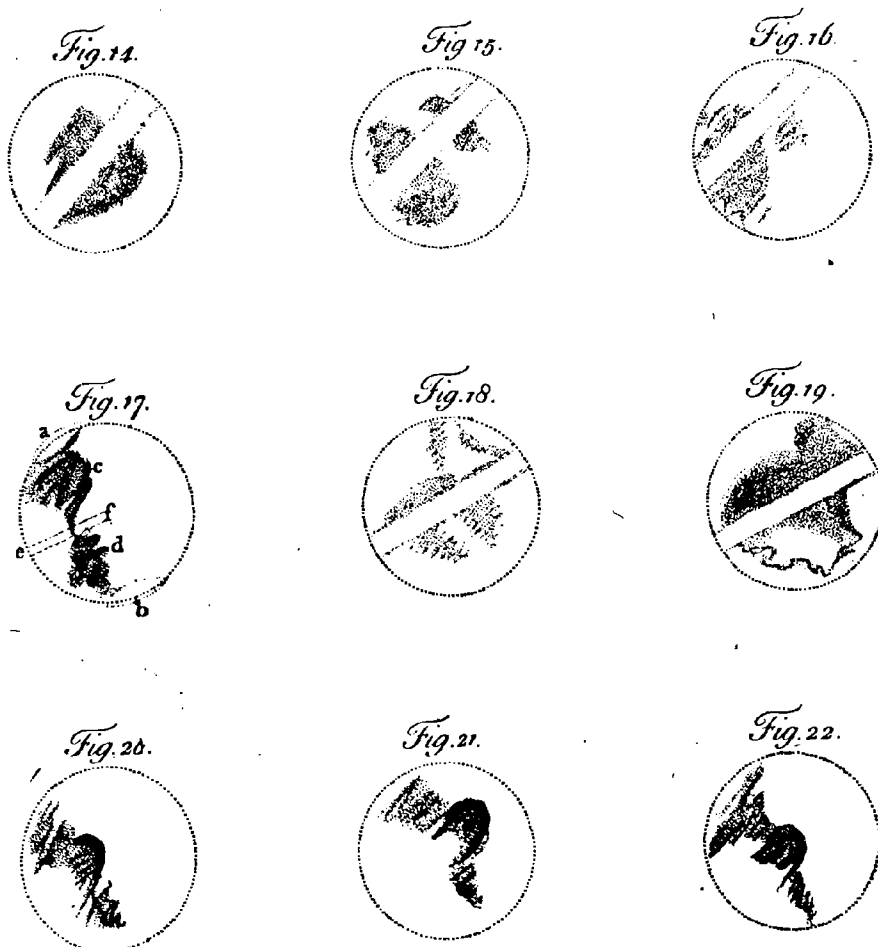 Fig. 14.
Fig. 15.
Fig. 16.
Fig. 17.
a
c
f
e
d
b
Fig. 18.
Fig. 19.
Fig. 20.
Fig. 21.
Fig. 22.